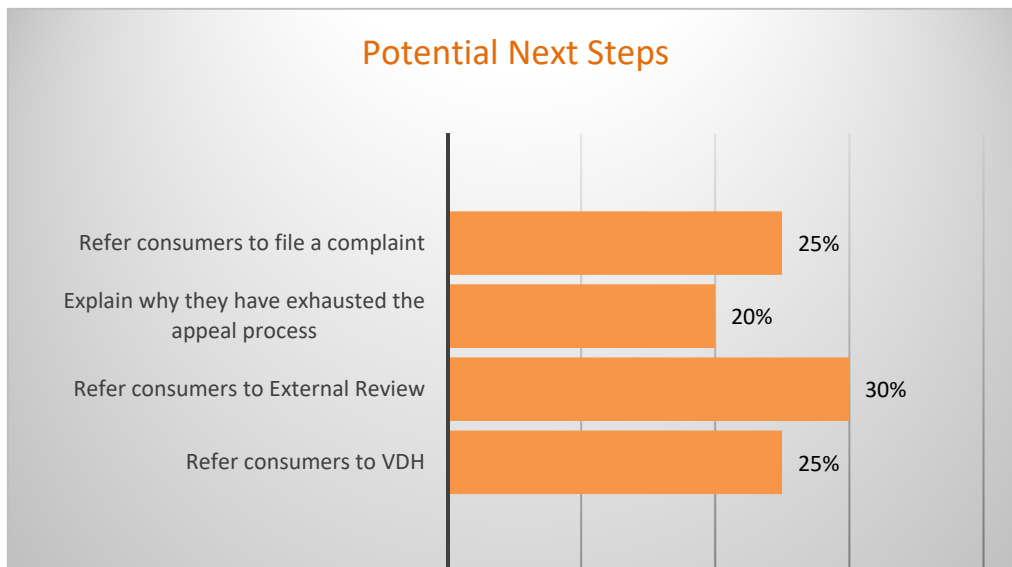 Potential Next Steps
Refer consumers to file a complaint
25%
Explain why they have exhausted the
appeal process
20%
Refer consumers to External Review
30%
Refer consumers to VDH
25%